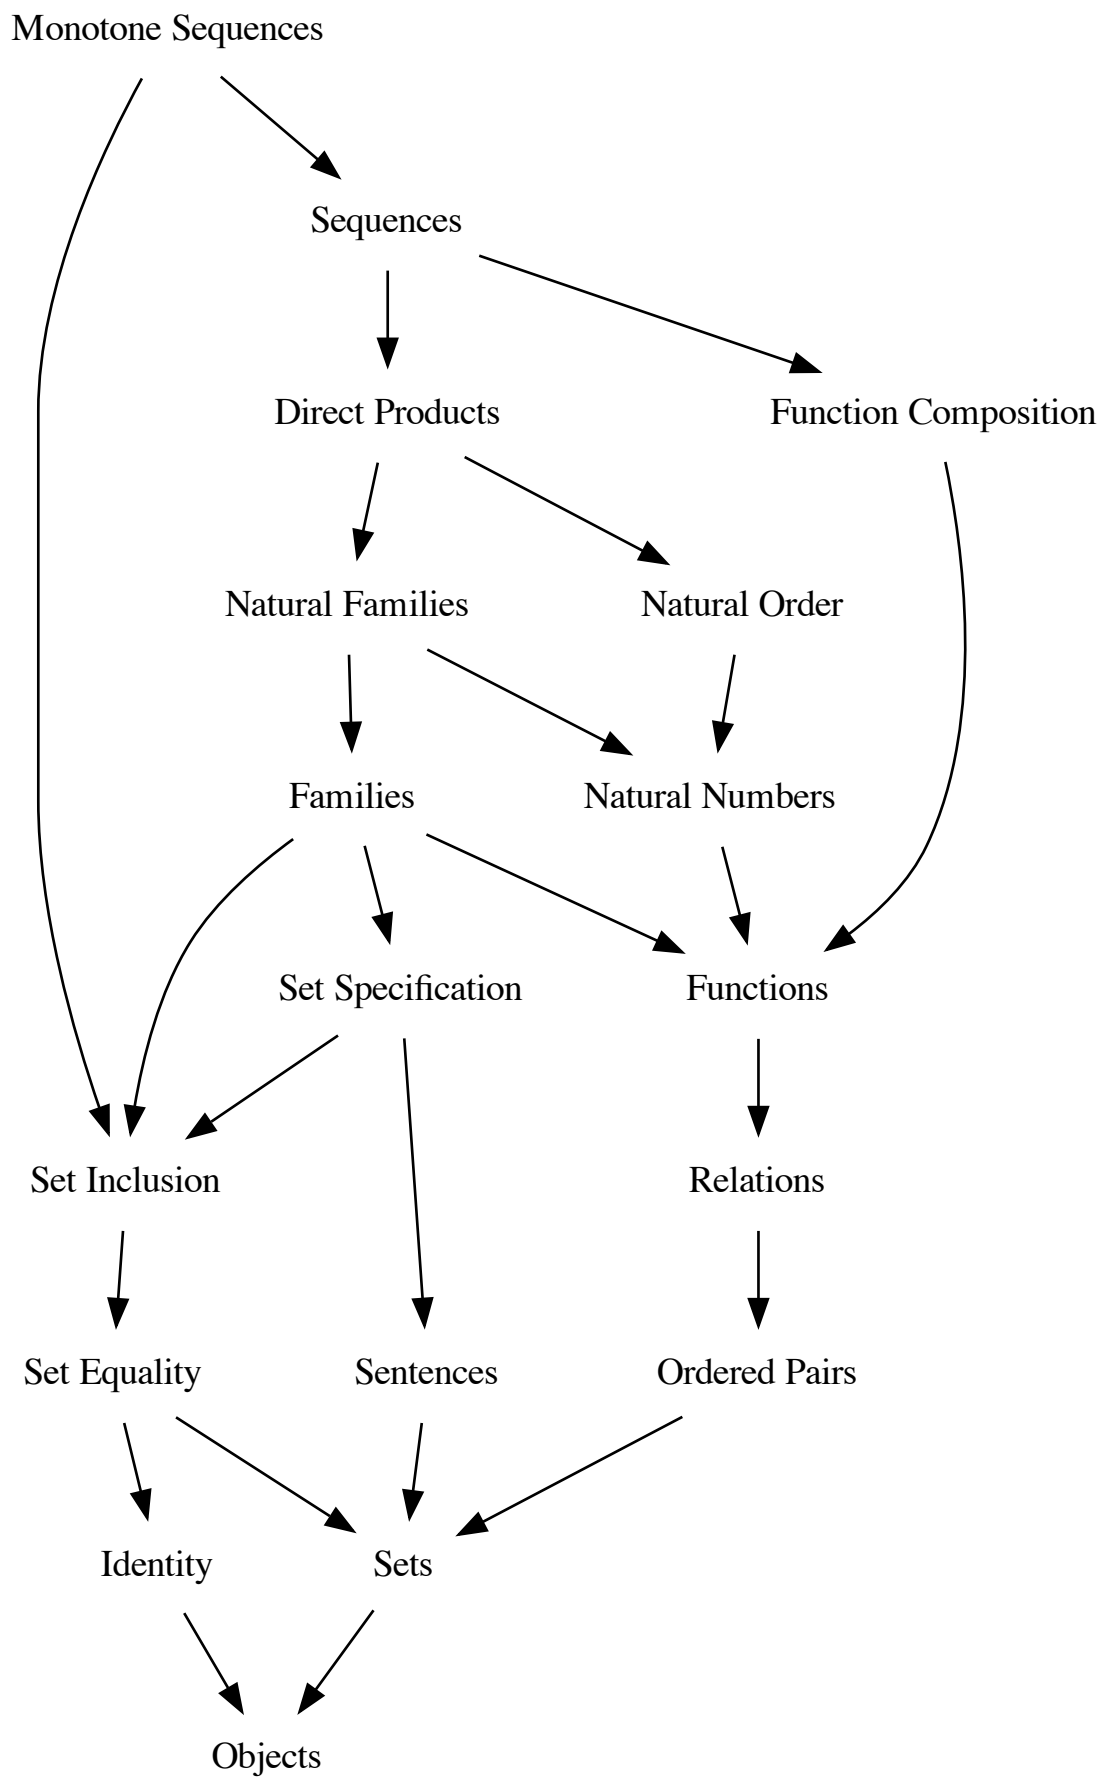 Monotone Sequences
Sequences
Direct Products
Function Composition
Natural Families
Natural Order
Families
Natural Numbers
Set Specification
Functions
Set Inclusion
Relations
Set Equality
Sentences
Ordered Pairs
Identity
Sets
Objects